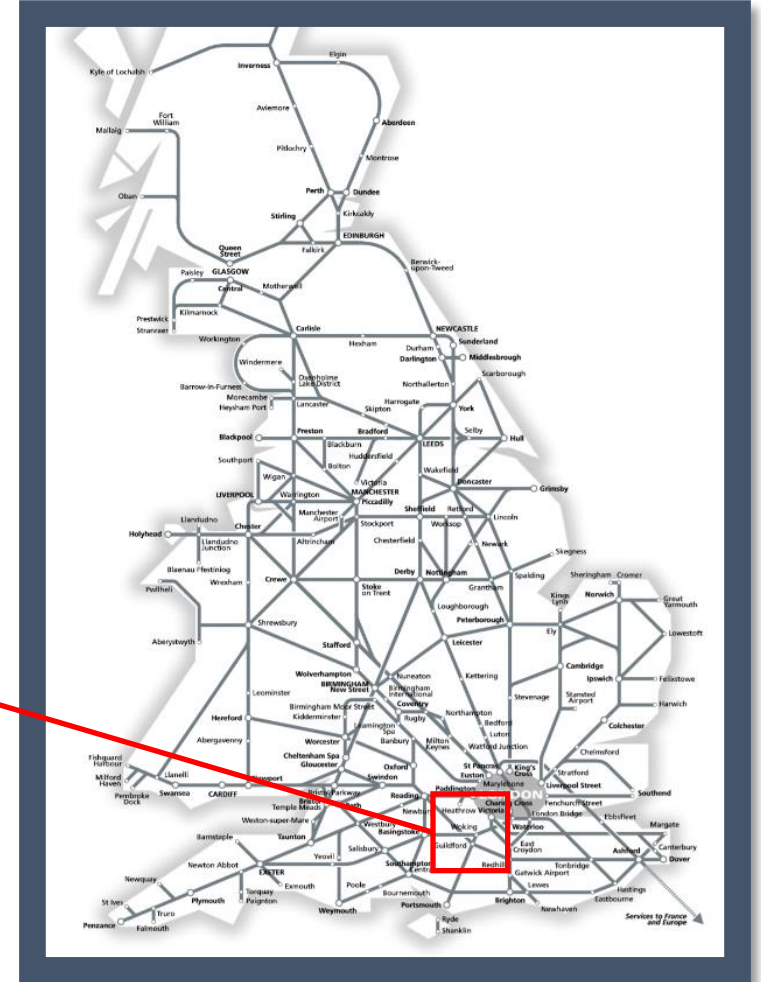 Elgin
Inverness
Kyle of Lochalsh
Aviemore
Fort
William
Aberdeen
Mallaig
Pitlochry
Montrose
Perth
Dundee
Oban
Kirkcaldy
Stirling
EDINBURGH
Queen
Street
Falkirk
Berwick-
upon-Tweed
Paisley
GLASGOW
Central
Motherwell
Kilmarnock
Prestwick
Stranraer
Carlisle
NEWCASTLE
Workington
Hexham
Sunderland
Durham
Darlington
Middlesbrough
Windermere
Oxenholme
Lake District
Scarborough
Barrow-in-Furness
Northallerton
Morecambe
Heysham Port
Lancaster
Harrogate
York
Skipton
Blackpool
Preston
Bradford
Selby
Hull
Blackburn
LEEDS
Huddersfield
Southport
Bolton
Wakefield
Wigan
Victoria
Doncaster
Grimsby
LIVERPOOL
Warrington
MANCHESTER
Piccadilly
Manchester
Airport
Sheffield
Retford
Lincoln
Llandudno
Chester
Stockport
Worksop
Holyhead
Llandudno
Junction
Altrincham
Chesterfield
Newark
Skegness
Blaenau Ffestiniog
Derby
Nottingham
Pwllheli
Wrexham
Crewe
Stoke
on Trent
Grantham
Spalding
Sheringham
Cromer
Kings
Lynn
Norwich
Great
Yarmouth
Loughborough
Shrewsbury
Peterborough
Ely
Lowestoft
Aberystwyth
Stafford
Leicester
Cambridge
Wolverhampton
Nuneaton
Kettering
Ipswich
Felixstowe
BIRMINGHAM
New Street
Birmingham
International
Leominster
Coventry
Stevenage
Stansted
Airport
Harwich
Birmingham Moor Street
Kidderminster
Rugby
Northampton
Hereford
Leamington
Spa
Bedford
Colchester
Abergavenny
Worcester
Banbury
Milton
Keynes
Luton
Cheltenham Spa
Watford Junction
Chelmsford
Fishguard
Harbour
Gloucester
Oxford
St Pancras
King's
Cross
Stratford
Milford
Haven
Llanelli
Newport
Swindon
Euston
Marylebone
Liverpool Street
Pembroke
Dock
Swansea
CARDIFF
Bristol Parkway
Reading
Paddington
Southend
Bristol
Temple Meads
Bath
Heathrow
Victoria
Charing Cross
Fenchurch Street
Weston-super-Mare
Westbury
London Bridge
Ebbsfleet
Barnstaple
Taunton
Basingstoke
Woking
Waterloo
Margate
Salisbury
Guildford
East
Croydon
Canterbury
Newton Abbot
Yeovil
Redhill
Tonbridge
Ashford
Dover
EXETER
Southampton
Central
Gatwick Airport
Newquay
Exmouth
Poole
Lewes
Hastings
Torquay
Paignton
Bournemouth
Eastbourne
St Ives
Plymouth
Weymouth
Portsmouth
Brighton
Newhaven
Truro
Ryde
Services to France
and Europe
Penzance
Falmouth
Shanklin